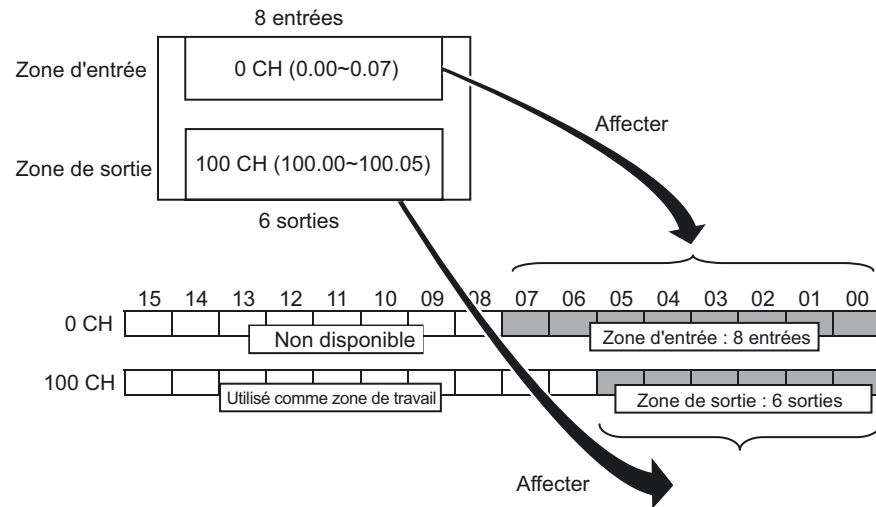 8 entrées
Zone d'entrée
0 CH (0.00~0.07)
Affecter
Zone de sortie
100 CH (100.00~100.05)
6 sorties
15 14 13 12 11 10 09 08 07 06 05 04 03 02 01 00
0 CH
Non disponible
Zone d'entrée : 8 entrées
100 CH
Utilisé comme zone de travail
Zone de sortie : 6 sorties
Affecter